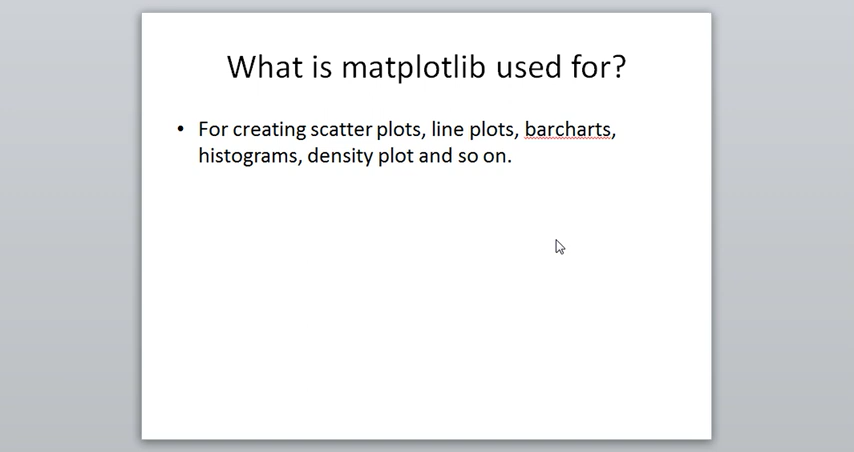 What is matplotlib used for?
• For creating scatter plots, line plots, barcharts,
histograms, density plot and so on.